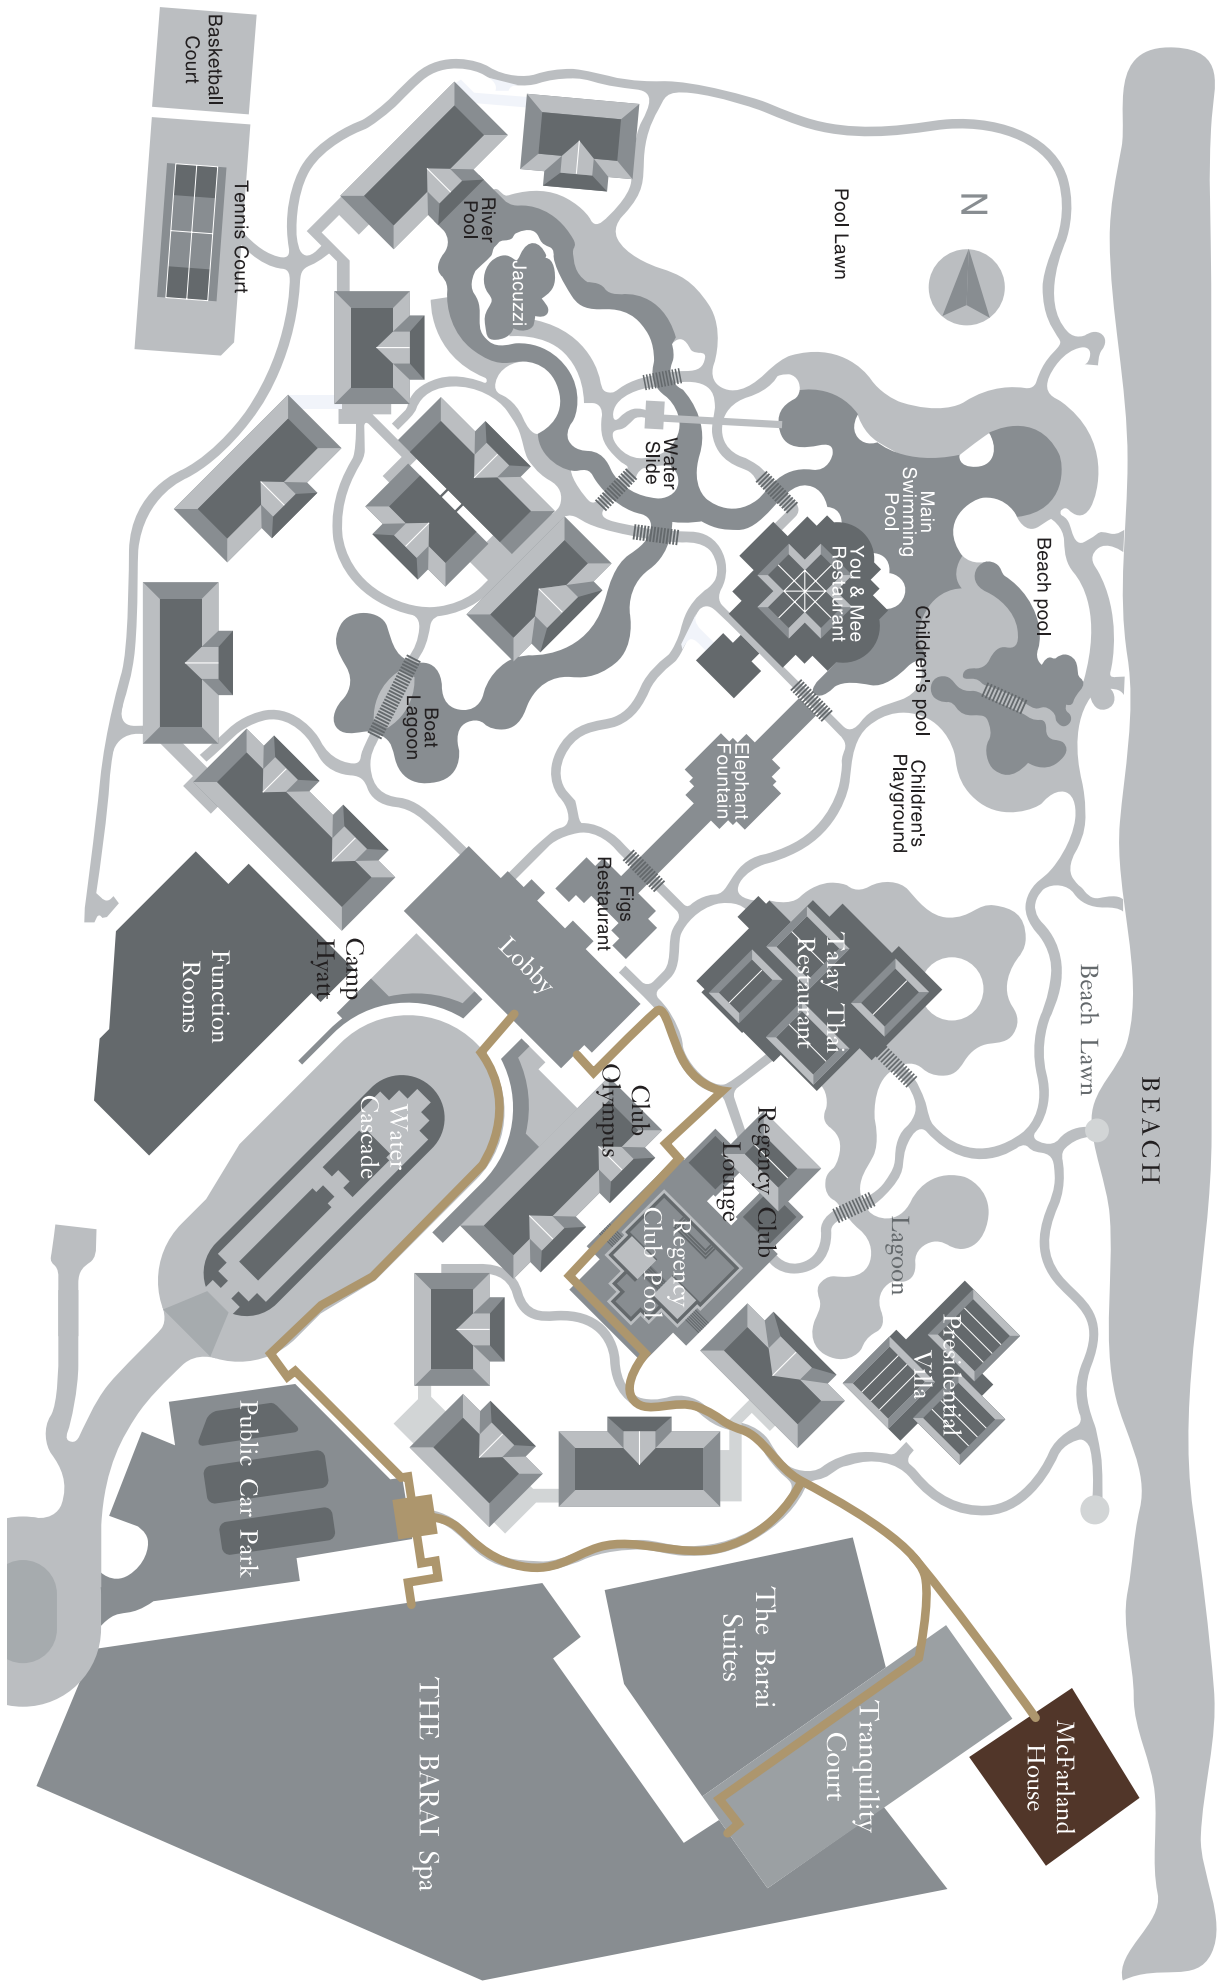 BEACH
N
Pool Lawn
Beach pool
Main
Swimming
Pool
Children's pool
Children's
Playground
Beach Lawn
You & Mee
Restaurant
Water
Slide
River
Pool
Jacuzzi
Basketball
Court
Tennis Court
Boat
Lagoon
Elephant
Fountain
Figs
Restaurant
Talay Thai
Restaurant
Lobby
Camp
Hyatt
Function
Rooms
Club
Olympus
Regency Club
Lounge
Regency
Club Pool
Lagoon
Presidential
Villa
Water
Cascade
Public Car Park
The Barai
Suites
Tranquility
Court
McFarland
House
THE BARAI Spa